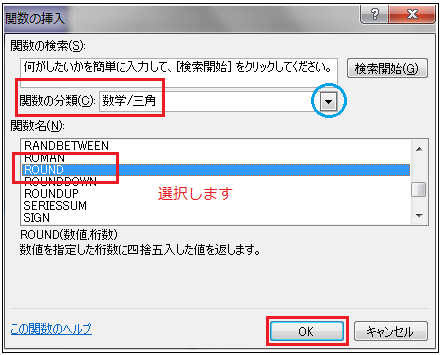 関数の挿入
関数の検索(S):
何がしたいかを簡単に入力して、[検索開始] をクリックしてください。
検索開始(G)
関数の分類(C):
数学/三角
関数名(N):
RANDBETWEEN
ROMAN
ROUND
ROUNDDOWN
ROUNDUP
SERIESSUM
SIGN
選択します
ROUND(数値,桁数)
数値を指定した桁数に四捨五入した値を返します。
この関数のヘルプ
OK
キャンセル